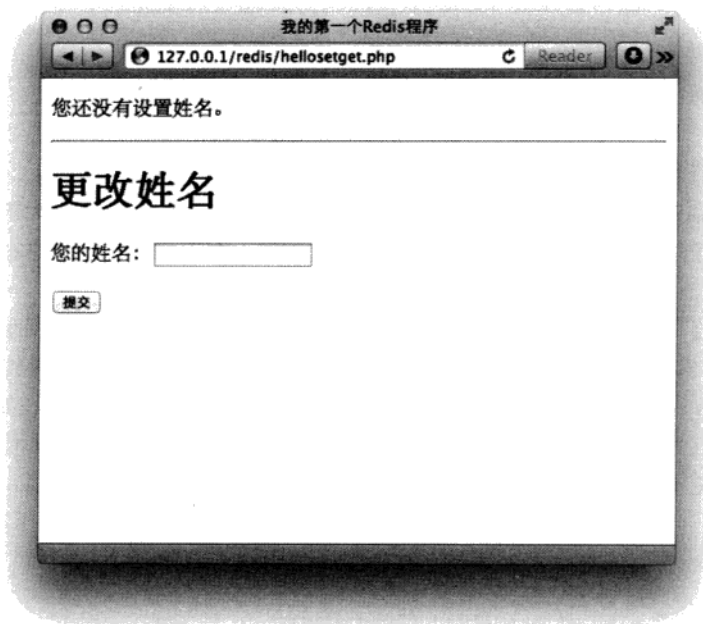 我的第一个Redis程序
127.0.0.1/redis/hellosetget.php
Reader
您还没有设置姓名。
更改姓名
您的姓名：
提交